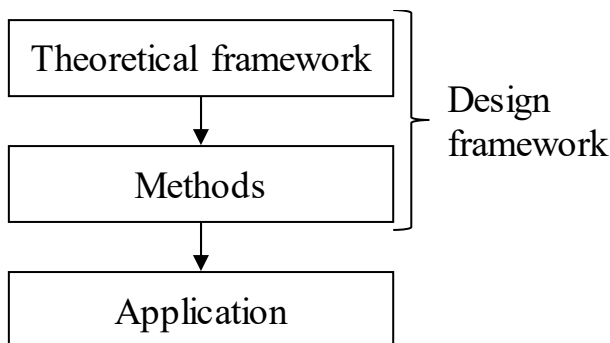 Theoretical framework
Design
framework
Methods
Application